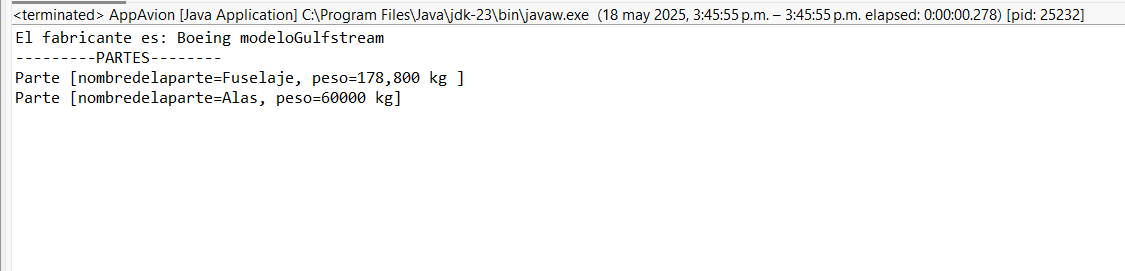 <terminated> AppAvion [Java Application] C:\Program Files\Java\jdk-23\bin\javaw.exe (18 may 2025, 3:45:55 p.m. – 3:45:55 p.m. elapsed: 0:00:00.278) [pid: 25232]
El fabricante es: Boeing modeloGulfstream
---------PARTES--------
Parte [nombredelaparte=Fuselaje, peso=178,800 kg ]
Parte [nombredelaparte=Alas, peso=60000 kg]